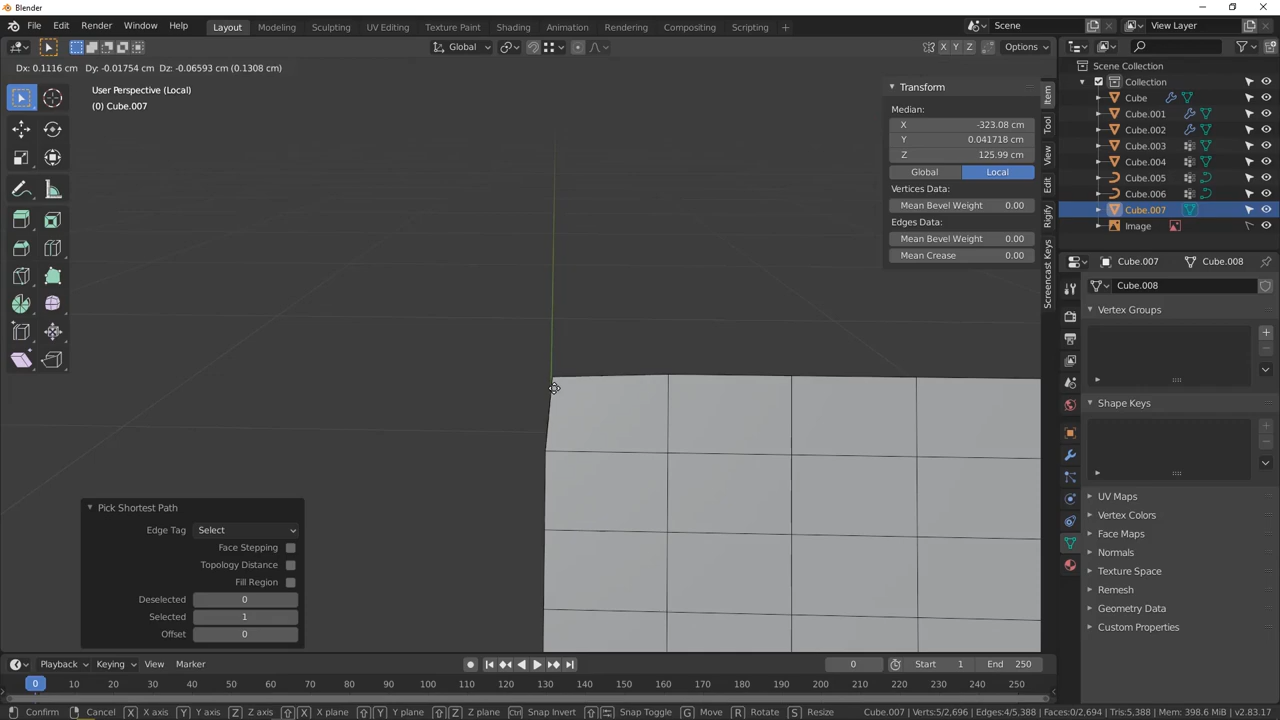 Blender
File Edit Render Window Help
Layout Modeling Sculpting UV Editing Texture Paint Shading Animation Rendering Compositing Scripting +
Scene View Layer
Global Options
X Y Z
Dx: 0.1116 cm Dy: -0.01754 cm Dz: -0.06593 cm (0.1308 cm)
User Perspective (Local)
(0) Cube.007
Transform
Median:
X -323.08 cm
Y 0.041718 cm
Z 125.99 cm
Global Local
Vertices Data:
Mean Bevel Weight 0.00
Edges Data:
Mean Bevel Weight 0.00
Mean Crease 0.00
Item
Tool
View
Edit
Rigify
Screencast Keys
Scene Collection
Collection
Cube
Cube.001
Cube.002
Cube.003
Cube.004
Cube.005
Cube.006
Cube.007
Image
Cube.007 Cube.008
Cube.008
Vertex Groups
Shape Keys
UV Maps
Vertex Colors
Face Maps
Normals
Texture Space
Remesh
Geometry Data
Custom Properties
Pick Shortest Path
Edge Tag Select
Face Stepping
Topology Distance
Fill Region
Deselected 0
Selected 1
Offset 0
Playback Keying View Marker
0 Start 1 End 250
0 10 20 30 40 50 60 70 80 90 100 110 120 130 140 150 160 170 180 190 200 210 220 230 240 250
Confirm Cancel X X axis Y Y axis Z Z axis X X plane Y Y plane Z Z plane Ctrl Snap Invert Snap Toggle G Move R Rotate S Resize
Cube.007 | Verts:5/2,696 | Edges:4/5,388 | Faces:0/2,694 | Tris:5,388 | Mem: 398.6 MiB | v2.83.17